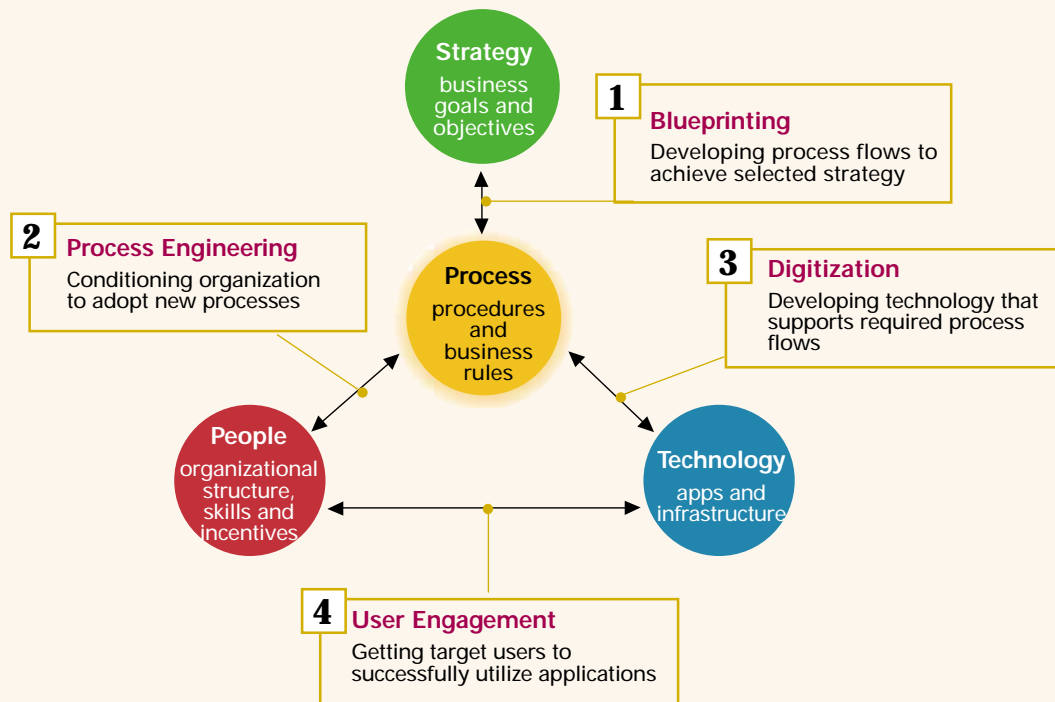 Strategy
business
goals and
objectives
1
Blueprinting
Developing process flows to
achieve selected strategy
2
Process Engineering
Conditioning organization
to adopt new processes
Process
procedures
and
business
rules
3
Digitization
Developing technology that
supports required process
flows
People
organizational
structure,
skills and
incentives
Technology
apps and
infrastructure
4
User Engagement
Getting target users to
successfully utilize applications